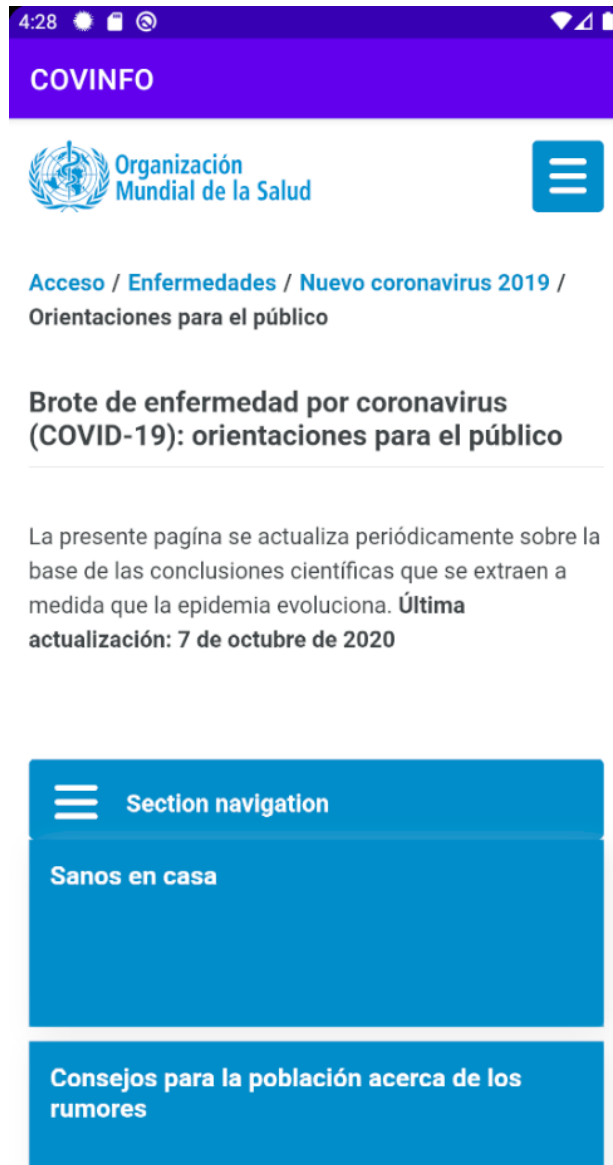 4:28
COVINFO
Organización
Mundial de la Salud
Acceso / Enfermedades / Nuevo coronavirus 2019 /
Orientaciones para el público
Brote de enfermedad por coronavirus
(COVID-19): orientaciones para el público
La presente pagína se actualiza periódicamente sobre la
base de las conclusiones científicas que se extraen a
medida que la epidemia evoluciona. Última
actualización: 7 de octubre de 2020
Section navigation
Sanos en casa
Consejos para la población acerca de los
rumores